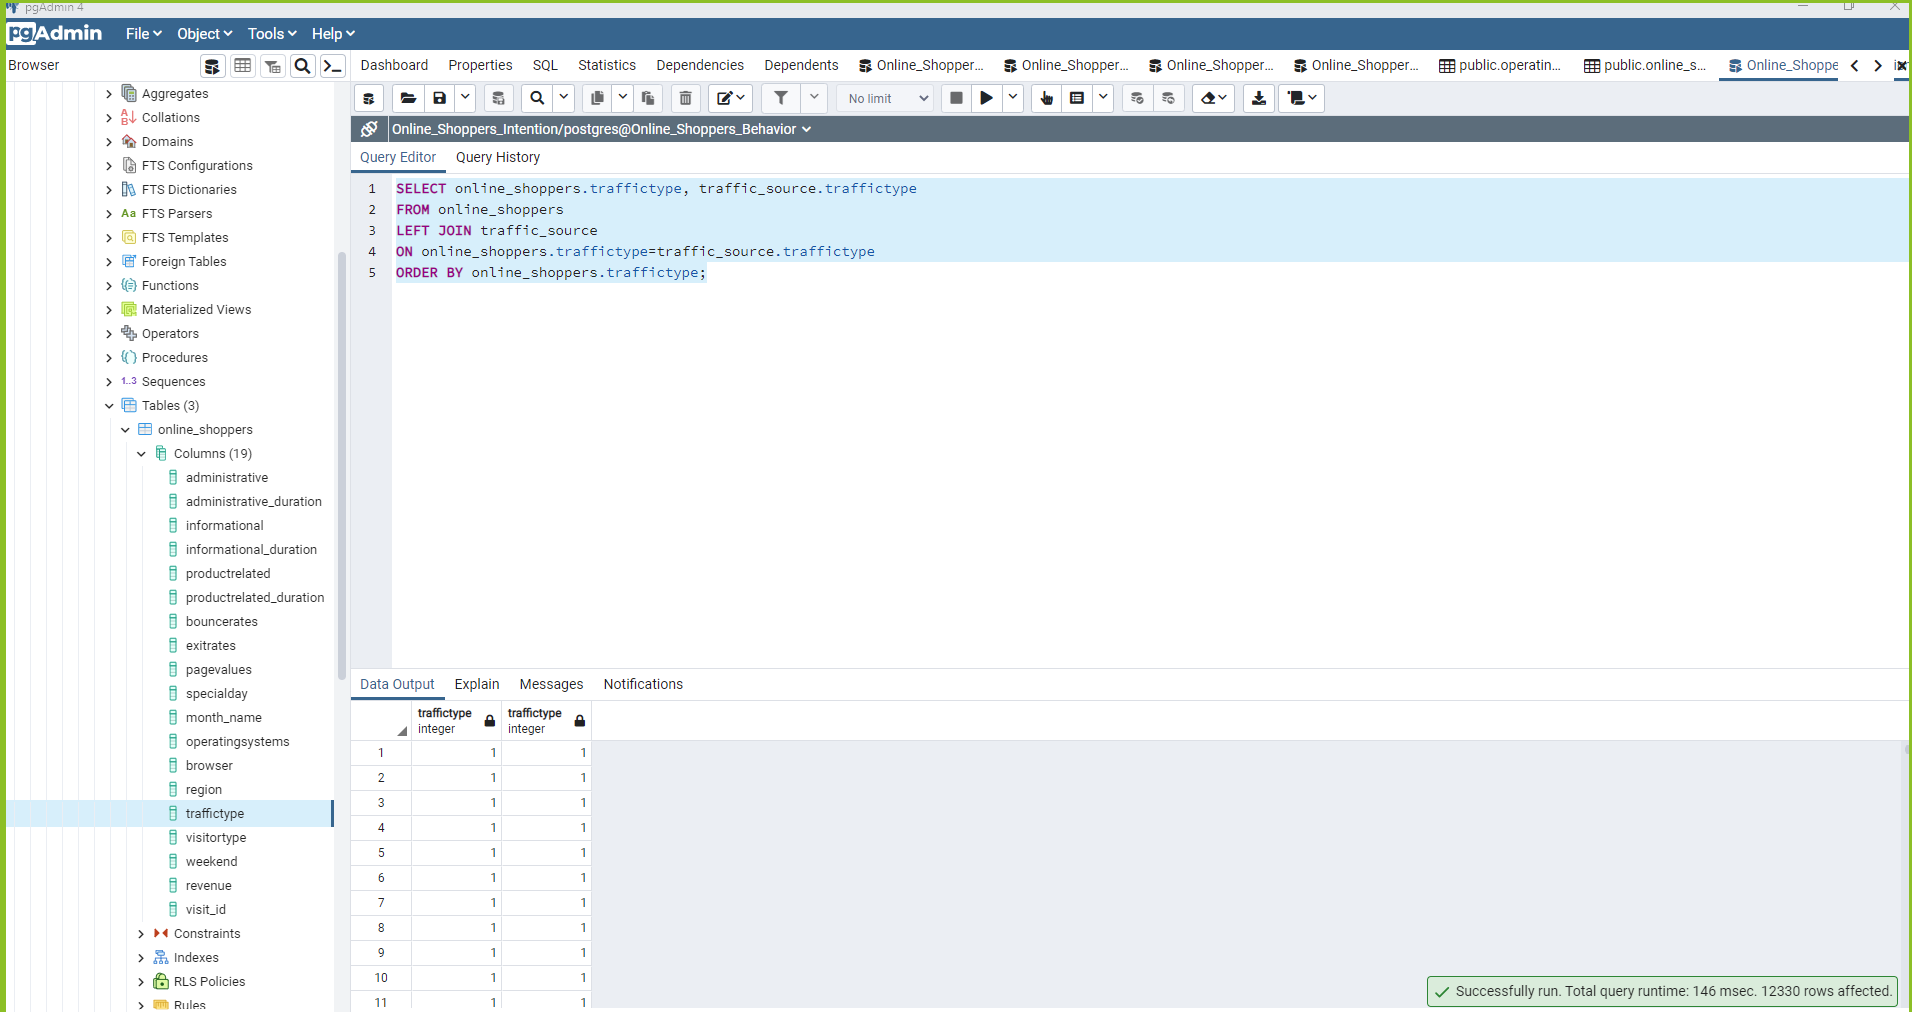 pgAdmin 4
pgAdmin File Object Tools Help
Browser
Dashboard Properties SQL Statistics Dependencies Dependents Online_Shopper... Online_Shopper... Online_Shopper... Online_Shopper... public.operatin... public.online_s... Online_Shoppe
No limit
Online_Shoppers_Intention/postgres@Online_Shoppers_Behavior
Query Editor Query History
1 SELECT online_shoppers.traffictype, traffic_source.traffictype
2 FROM online_shoppers
3 LEFT JOIN traffic_source
4 ON online_shoppers.traffictype=traffic_source.traffictype
5 ORDER BY online_shoppers.traffictype;
Aggregates
Collations
Domains
FTS Configurations
FTS Dictionaries
Aa FTS Parsers
FTS Templates
Foreign Tables
Functions
Materialized Views
Operators
Procedures
1..3 Sequences
Tables (3)
online_shoppers
Columns (19)
administrative
administrative_duration
informational
informational_duration
productrelated
productrelated_duration
bouncerates
exitrates
pagevalues
specialday
month_name
operatingsystems
browser
region
traffictype
visitortype
weekend
revenue
visit_id
Constraints
Indexes
RLS Policies
Rules
Data Output Explain Messages Notifications
traffictype traffictype
integer integer
1 1 1
2 1 1
3 1 1
4 1 1
5 1 1
6 1 1
7 1 1
8 1 1
9 1 1
10 1 1
11 1 1
Successfully run. Total query runtime: 146 msec. 12330 rows affected.